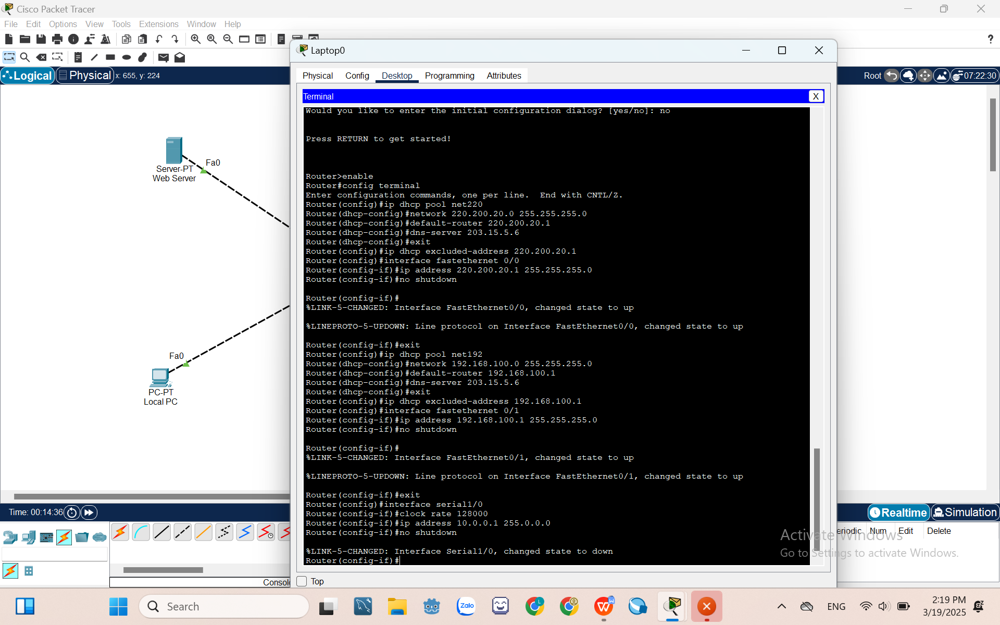 Cisco Packet Tracer
File Edit Options View Tools Extensions Window Help
Logical Physical x: 655, y: 224
Root 07:22:30
Server-PT
Web Server
Fa0
Fa0
PC-PT
Local PC
Laptop0
Physical Config Desktop Programming Attributes
Terminal X
Would you like to enter the initial configuration dialog? [yes/no]: no
Press RETURN to get started!
Router>enable
Router#config terminal
Enter configuration commands, one per line.  End with CNTL/Z.
Router(config)#ip dhcp pool net220
Router(dhcp-config)#network 220.200.20.0 255.255.255.0
Router(dhcp-config)#default-router 220.200.20.1
Router(dhcp-config)#dns-server 203.15.5.6
Router(dhcp-config)#exit
Router(config)#ip dhcp excluded-address 220.200.20.1
Router(config)#interface fastethernet 0/0
Router(config-if)#ip address 220.200.20.1 255.255.255.0
Router(config-if)#no shutdown
Router(config-if)#
%LINK-5-CHANGED: Interface FastEthernet0/0, changed state to up
%LINEPROTO-5-UPDOWN: Line protocol on Interface FastEthernet0/0, changed state to up
Router(config-if)#exit
Router(config)#ip dhcp pool net192
Router(dhcp-config)#network 192.168.100.0 255.255.255.0
Router(dhcp-config)#default-router 192.168.100.1
Router(dhcp-config)#dns-server 203.15.5.6
Router(dhcp-config)#exit
Router(config)#ip dhcp excluded-address 192.168.100.1
Router(config)#interface fastethernet 0/1
Router(config-if)#ip address 192.168.100.1 255.255.255.0
Router(config-if)#no shutdown
Router(config-if)#
%LINK-5-CHANGED: Interface FastEthernet0/1, changed state to up
%LINEPROTO-5-UPDOWN: Line protocol on Interface FastEthernet0/1, changed state to up
Router(config-if)#exit
Router(config)#interface serial1/0
Router(config-if)#clock rate 128000
Router(config-if)#ip address 10.0.0.1 255.0.0.0
Router(config-if)#no shutdown
%LINK-5-CHANGED: Interface Serial1/0, changed state to down
Router(config-if)#
Top
Time: 00:14:36
Realtime Simulation
eriodic Num Edit Delete
Activate Windows
Go to Settings to activate Windows.
Console
Search
Zalo
ENG
2:19 PM
3/19/2025